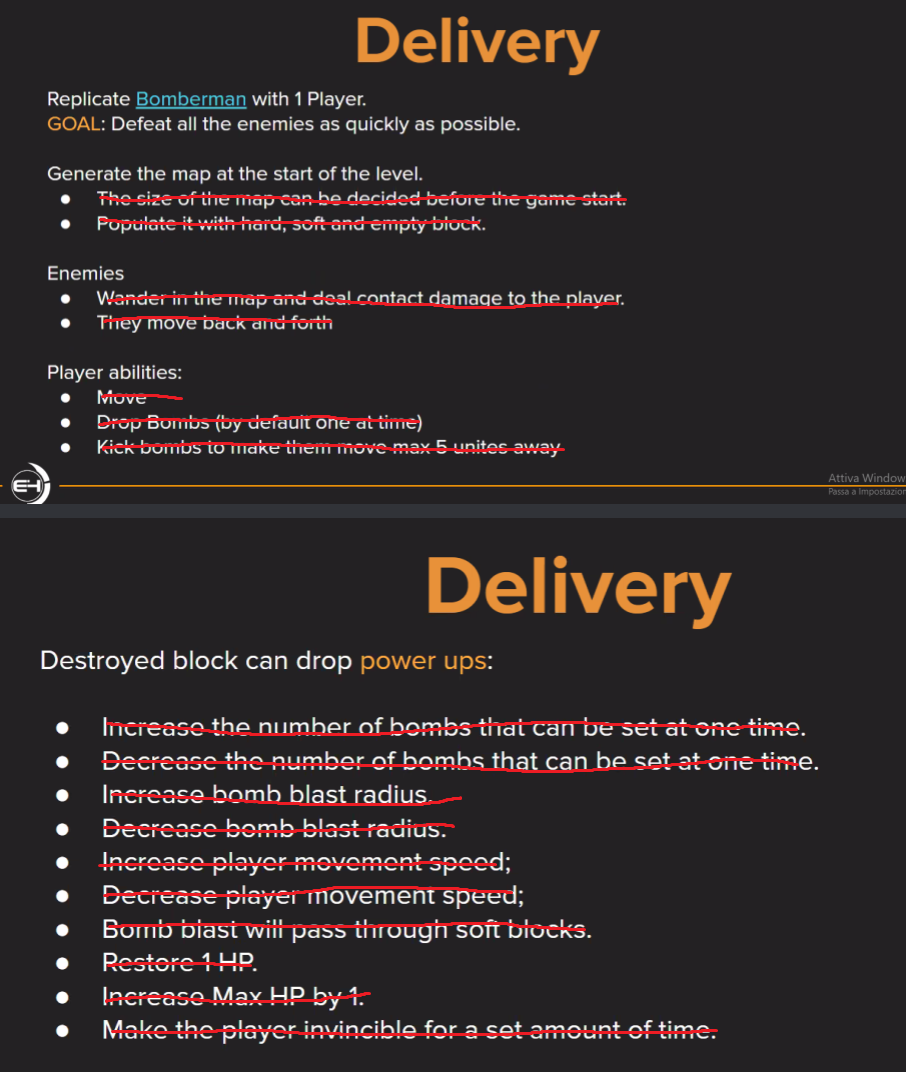 Delivery
Replicate Bomberman with 1 Player.
GOAL: Defeat all the enemies as quickly as possible.
Generate the map at the start of the level.
● The size of the map can be decided before the game start.
● Populate it with hard, soft and empty block.
Enemies
● Wander in the map and deal contact damage to the player.
● They move back and forth
Player abilities:
● Move
● Drop Bombs (by default one at time)
● Kick bombs to make them move max 5 unites away
EH
Attiva Window
Passa a Impostazion
Delivery
Destroyed block can drop power ups:
● Increase the number of bombs that can be set at one time.
● Decrease the number of bombs that can be set at one time.
● Increase bomb blast radius.
● Decrease bomb blast radius.
● Increase player movement speed;
● Decrease player movement speed;
● Bomb blast will pass through soft blocks.
● Restore 1 HP.
● Increase Max HP by 1.
● Make the player invincible for a set amount of time.